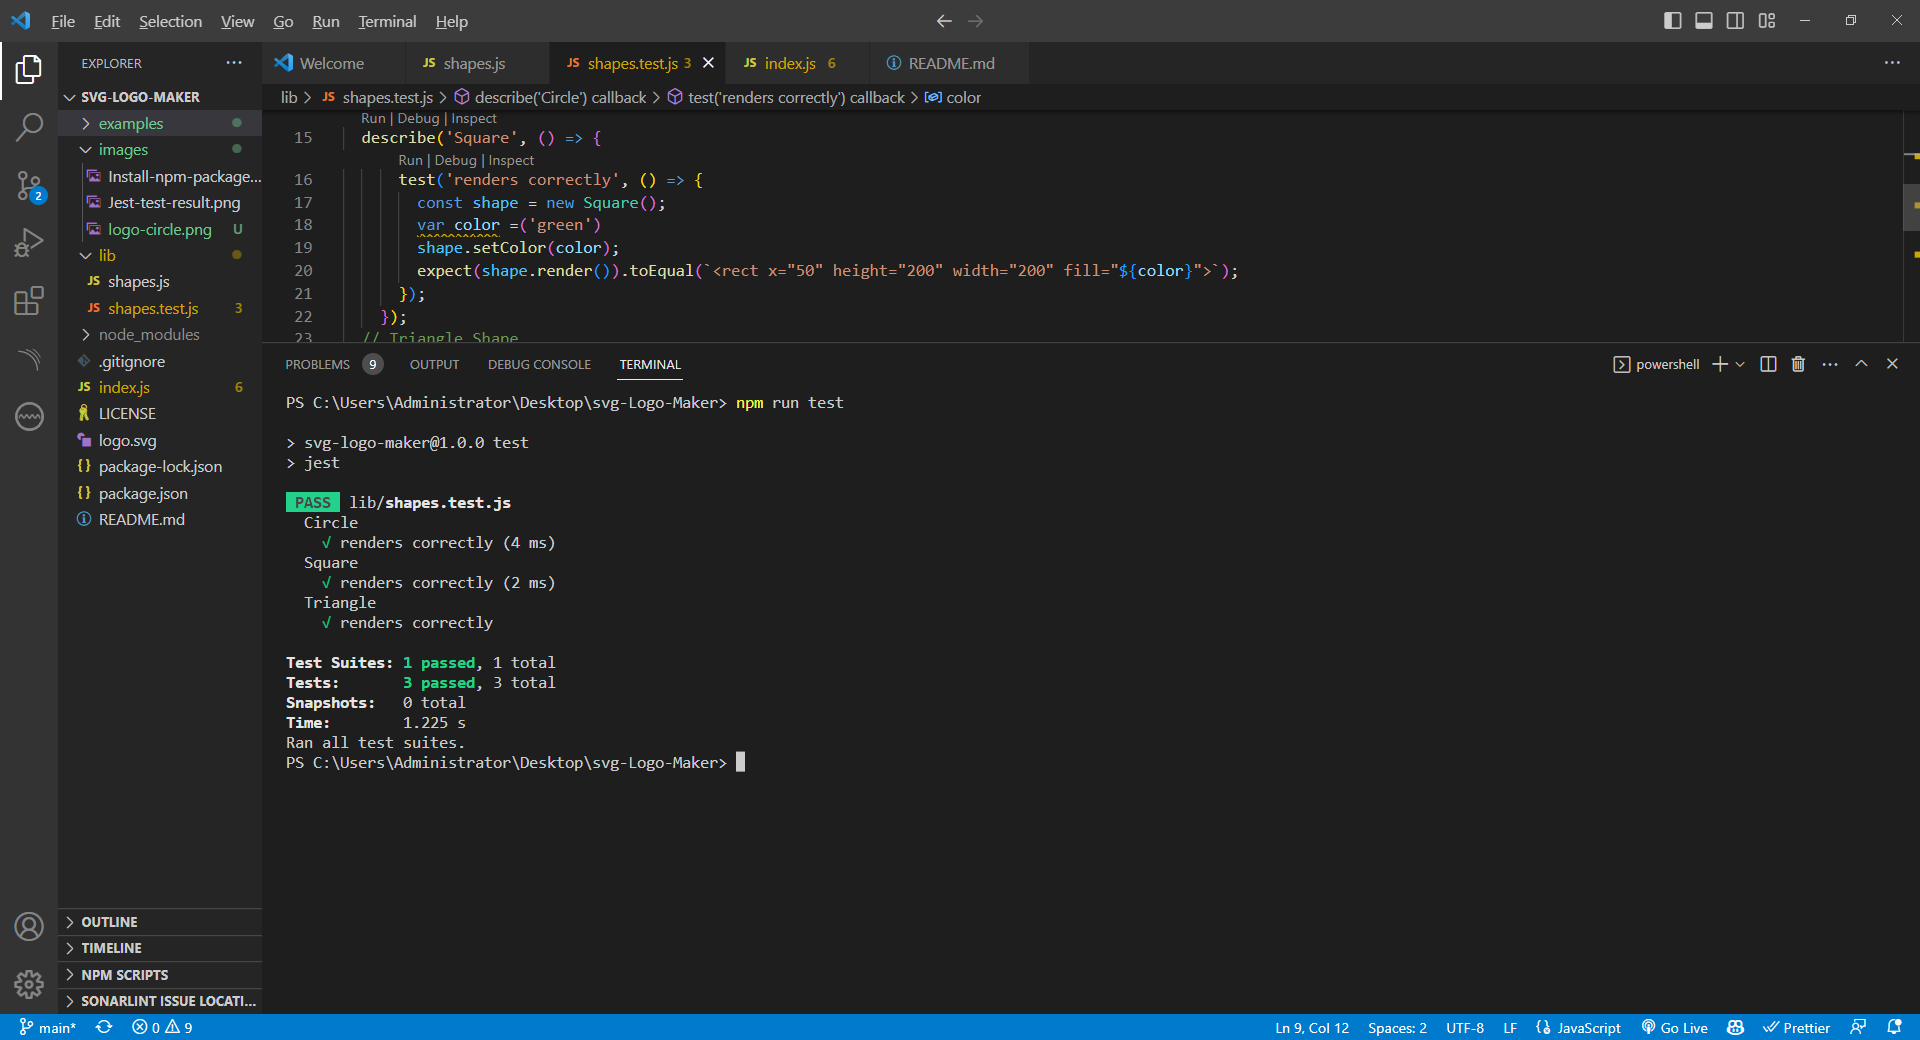 File Edit Selection View Go Run Terminal Help
EXPLORER
SVG-LOGO-MAKER
examples
images
Install-npm-package...
Jest-test-result.png
logo-circle.png U
lib
JS shapes.js
JS shapes.test.js 3
node_modules
.gitignore
JS index.js 6
LICENSE
logo.svg
{} package-lock.json
{} package.json
README.md
OUTLINE
TIMELINE
NPM SCRIPTS
SONARLINT ISSUE LOCATI...
2
Welcome JS shapes.js JS shapes.test.js 3 JS index.js 6 README.md
lib > JS shapes.test.js > describe('Circle') callback > test('renders correctly') callback > color
Run | Debug | Inspect
15 describe('Square', () => {
Run | Debug | Inspect
16 test('renders correctly', () => {
17 const shape = new Square();
18 var color =('green')
19 shape.setColor(color);
20 expect(shape.render()).toEqual(`<rect x="50" height="200" width="200" fill="${color}">`);
21 });
22 });
23 // Triangle Shape
PROBLEMS 9 OUTPUT DEBUG CONSOLE TERMINAL
powershell
PS C:\Users\Administrator\Desktop\svg-Logo-Maker> npm run test
> svg-logo-maker@1.0.0 test
> jest
PASS lib/shapes.test.js
Circle
√ renders correctly (4 ms)
Square
√ renders correctly (2 ms)
Triangle
√ renders correctly
Test Suites: 1 passed, 1 total
Tests: 3 passed, 3 total
Snapshots: 0 total
Time: 1.225 s
Ran all test suites.
PS C:\Users\Administrator\Desktop\svg-Logo-Maker>
main* 0 9 Ln 9, Col 12 Spaces: 2 UTF-8 LF JavaScript Go Live Prettier